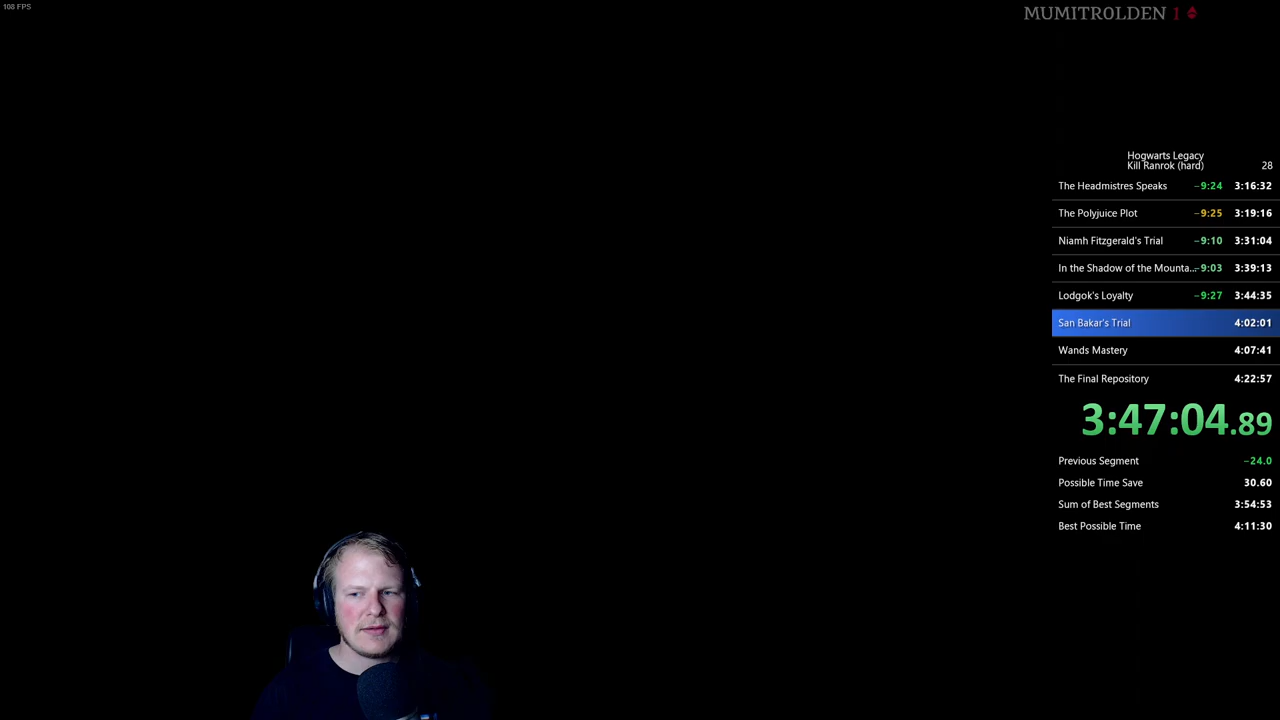 108 FPS
MUMITROLDEN 1
Hogwarts Legacy
Kill Ranrok (hard) 28
The Headmistres Speaks −9:24 3:16:32
The Polyjuice Plot −9:25 3:19:16
Niamh Fitzgerald's Trial −9:10 3:31:04
In the Shadow of the Mounta... −9:03 3:39:13
Lodgok's Loyalty −9:27 3:44:35
San Bakar's Trial 4:02:01
Wands Mastery 4:07:41
The Final Repository 4:22:57
3:47:04.89
Previous Segment −24.0
Possible Time Save 30.60
Sum of Best Segments 3:54:53
Best Possible Time 4:11:30